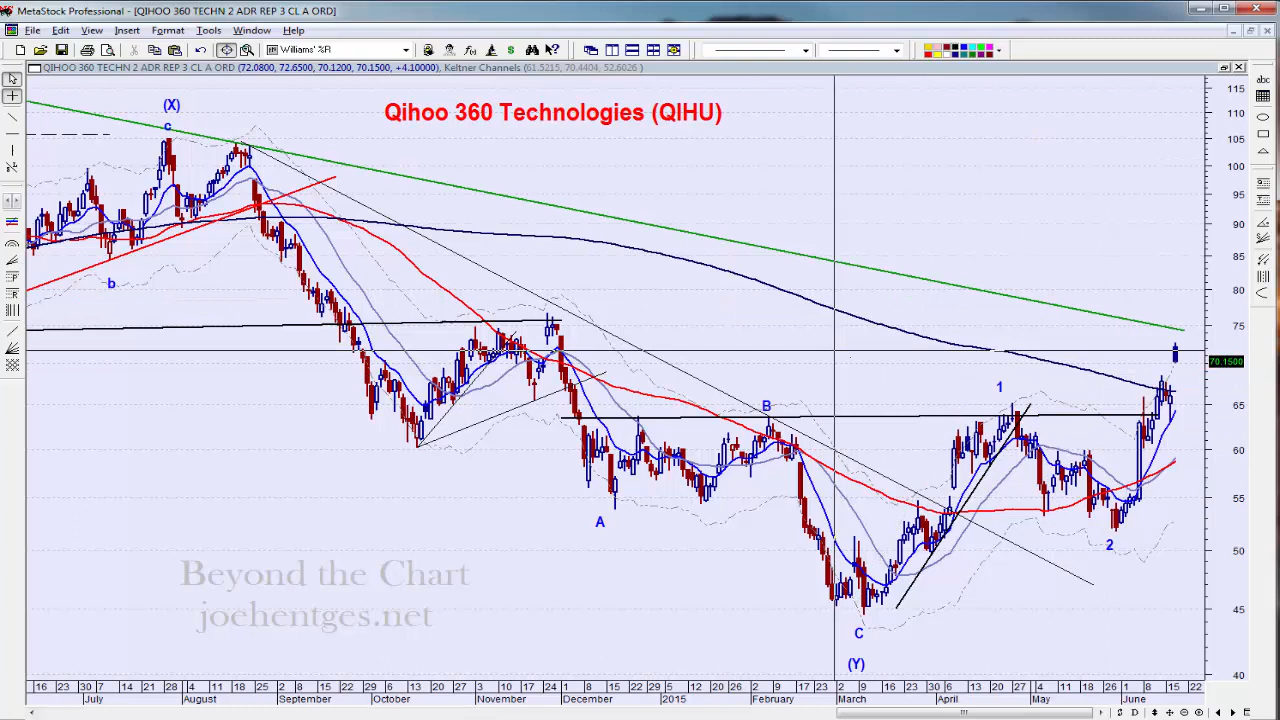 MetaStock Professional - [QIHOO 360 TECHN 2 ADR REP 3 CL A ORD]
File Edit View Insert Format Tools Window Help
Williams' %R
QIHOO 360 TECHN 2 ADR REP 3 CL A ORD (72.0800, 72.6500, 70.1200, 70.1500, +4.10000), Keltner Channels (61.5215, 70.4404, 52.6026 )
abc
Qihoo 360 Technologies (QIHU)
(X)
c
b
A
B
C
(Y)
1
2
115
110
105
100
95
90
85
80
75
70.1500
65
60
55
50
45
40
Beyond the Chart
joehentges.net
16 23 30 7 14 21 28 4 11 18 25 2 8 15 22 29 6 13 20 27 3 10 17 24 1 8 15 22 29 5 12 20 26 2 9 17 23 2 9 16 23 30 6 13 20 27 4 11 18 26 1 8 15 22
July August September October November December 2015 February March April May June